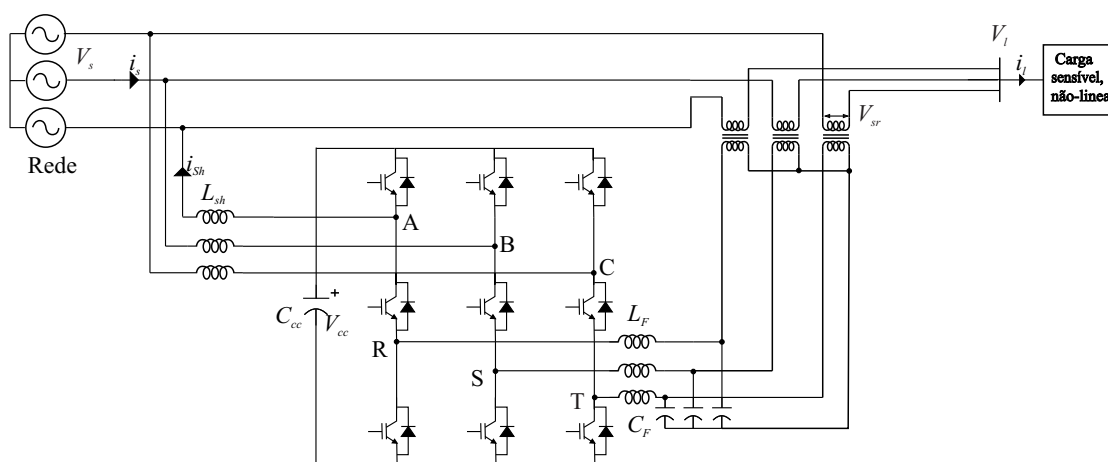 V_s
i_s
V_l
i_l
Carga
sensível,
não-linea
V_sr
Rede
i_Sh
L_sh
A
B
C
+
C_cc
V_cc
L_F
R
S
T
C_F